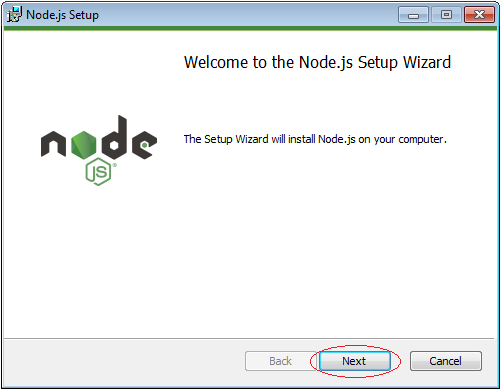 Node.js Setup
Welcome to the Node.js Setup Wizard
node
JS®
The Setup Wizard will install Node.js on your computer.
Back
Next
Cancel